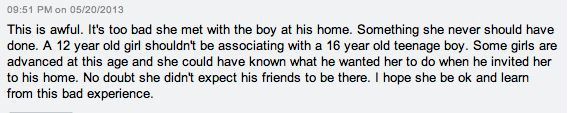 09:51 PM on 05/20/2013
This is awful. It's too bad she met with the boy at his home. Something she never should have
done. A 12 year old girl shouldn't be associating with a 16 year old teenage boy. Some girls are
advanced at this age and she could have known what he wanted her to do when he invited her
to his home. No doubt she didn't expect his friends to be there. I hope she be ok and learn
from this bad experience.